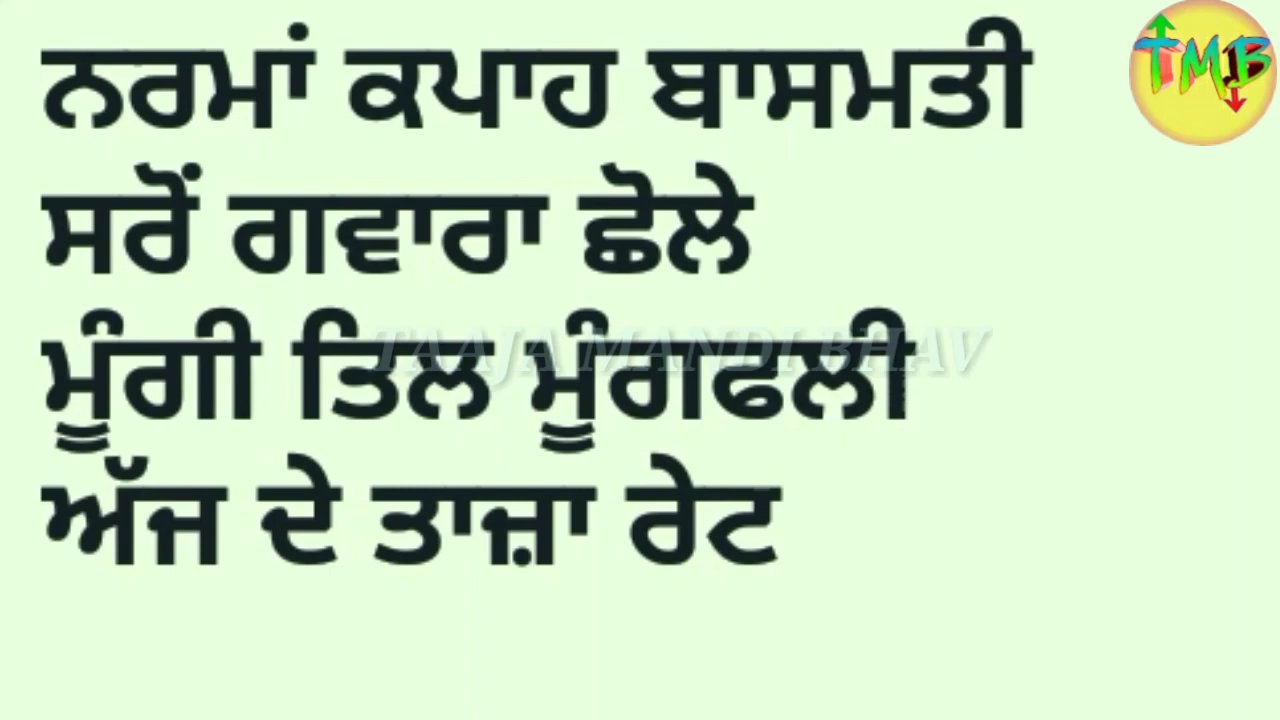 TMB
ਨਰਮਾਂ ਕਪਾਹ ਬਾਸਮਤੀ
ਸਰੋਂ ਗਵਾਰਾ ਛੋਲੇ
ਮੂੰਗੀ ਤਿਲ ਮੂੰਗਫਲੀ
TAAJA MANDI BHAV
ਅੱਜ ਦੇ ਤਾਜ਼ਾ ਰੇਟ